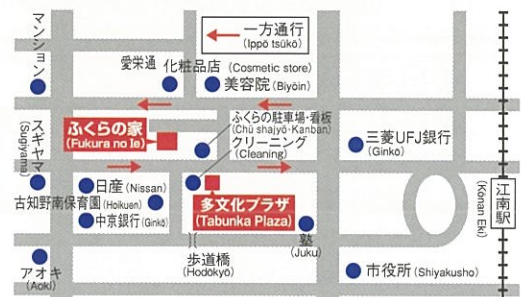 一方通行
(Ippō tsūkō)
マンション
愛栄通
化粧品店 (Cosmetic store)
美容院 (Biyōin)
ふくらの駐車場・看板
(Chū shajyō-Kanban)
クリーニング
(Cleaning)
ふくらの家
(Fukura no Ie)
三菱UFJ銀行
(Ginkō)
スギヤマ
(Sugiyama)
日産 (Nissan)
古知野南保育園 (Hoikuen)
中京銀行 (Ginkō)
多文化プラザ
(Tabunka Plaza)
江南駅
(Kōnan Eki)
塾
(Juku)
歩道橋
(Hodōkyō)
アオキ
(Aoki)
市役所 (Shiyakusho)